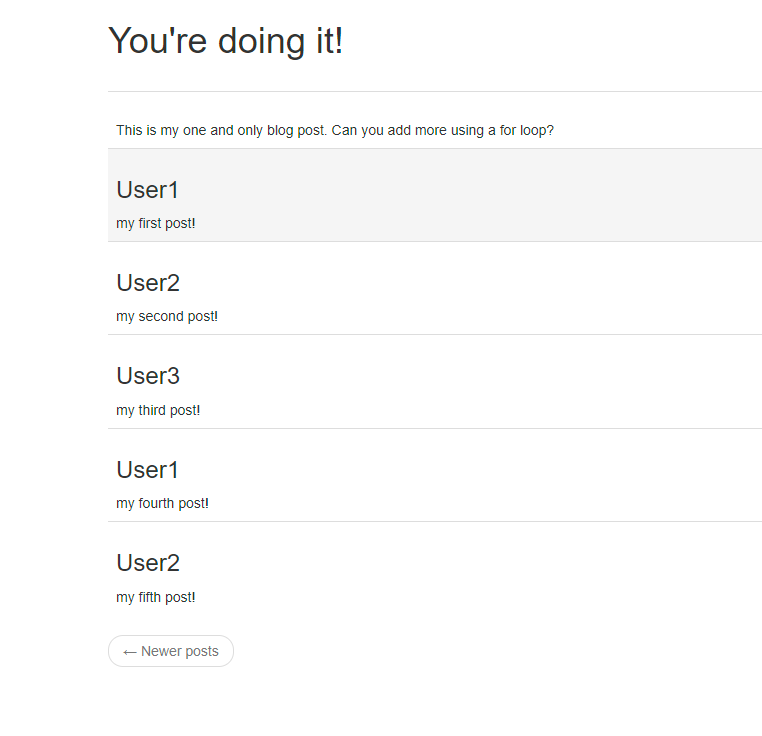 You're doing it!
This is my one and only blog post. Can you add more using a for loop?
User1
my first post!
User2
my second post!
User3
my third post!
User1
my fourth post!
User2
my fifth post!
← Newer posts